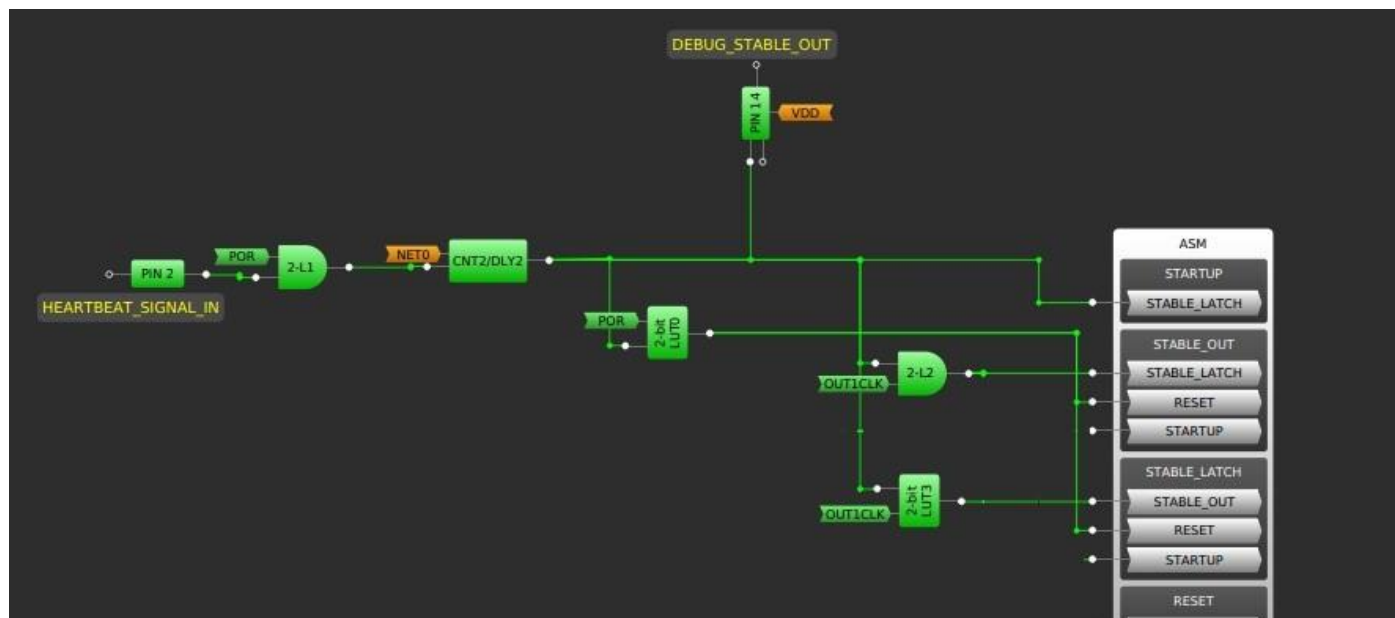 DEBUG_STABLE_OUT
PIN 14
VDD
HEARTBEAT_SIGNAL_IN
PIN 2
POR
2-L1
NET0
CNT2/DLY2
POR
2-bit
LUT0
OUT1CLK
2-L2
OUT1CLK
2-bit
LUT3
ASM
STARTUP
STABLE_LATCH
STABLE_OUT
STABLE_LATCH
RESET
STARTUP
STABLE_LATCH
STABLE_OUT
RESET
STARTUP
RESET